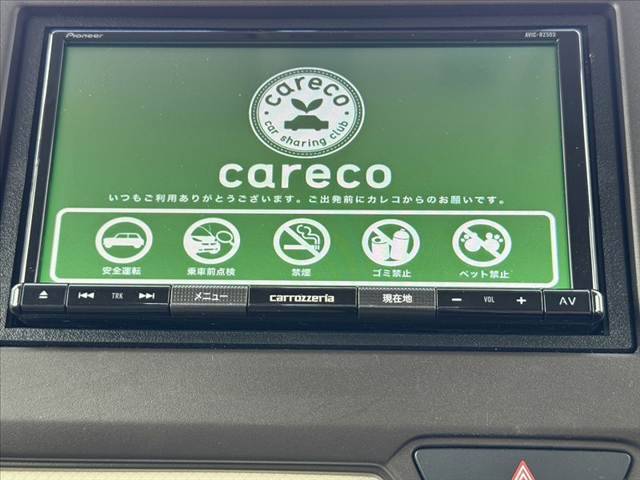 Pioneer
AVIC-RZ503
careco
car sharing club
careco
いつもご利用ありがとうございます。ご出発前にカレコからのお願いです。
安全運転 乗車前点検 禁煙 ゴミ禁止 ペット禁止
TRK メニュー carrozzeria 現在地 − VOL + AV